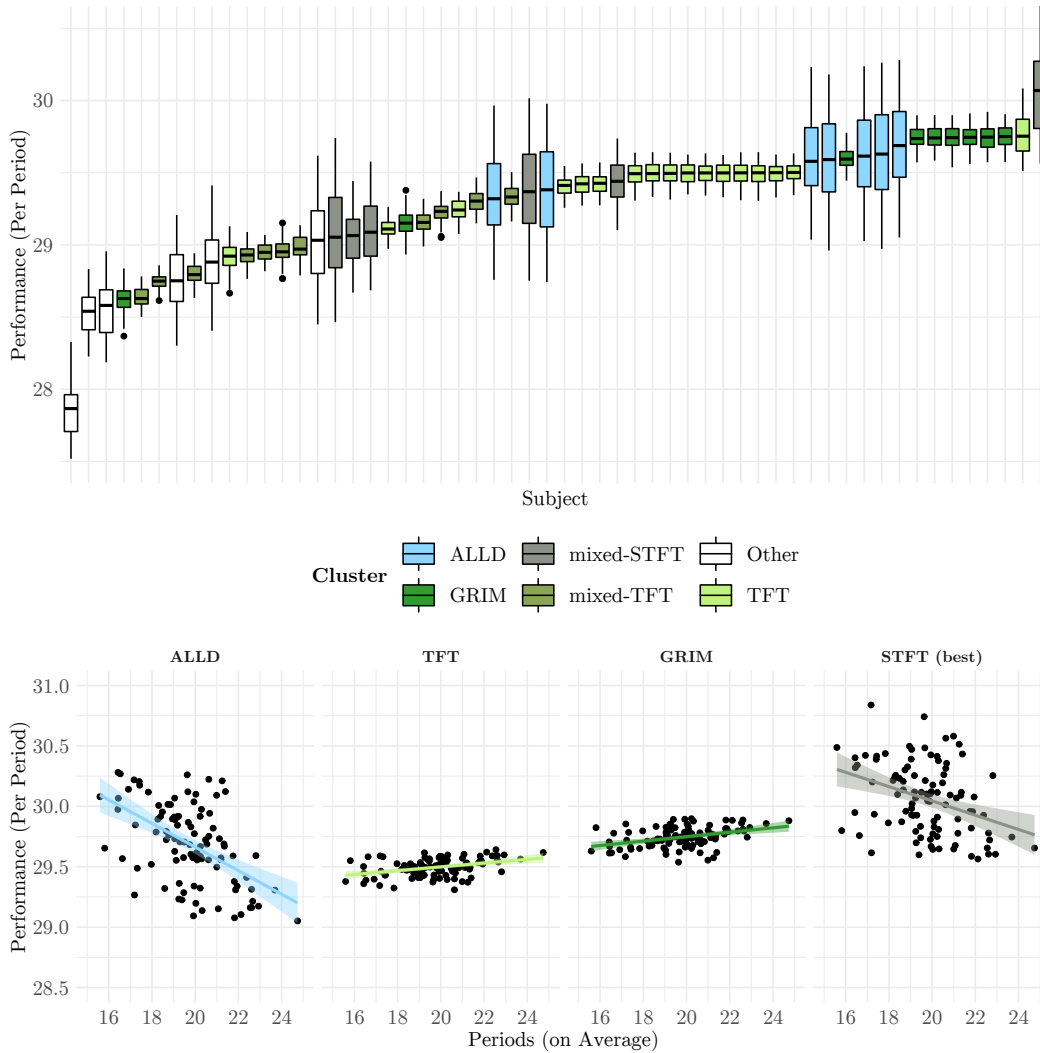 Performance (Per Period)
30
29
28
Subject
Cluster
ALLD
mixed-STFT
Other
GRIM
mixed-TFT
TFT
ALLD
TFT
GRIM
STFT (best)
Performance (Per Period)
31.0
30.5
30.0
29.5
29.0
28.5
16 18 20 22 24
16 18 20 22 24
16 18 20 22 24
16 18 20 22 24
Periods (on Average)